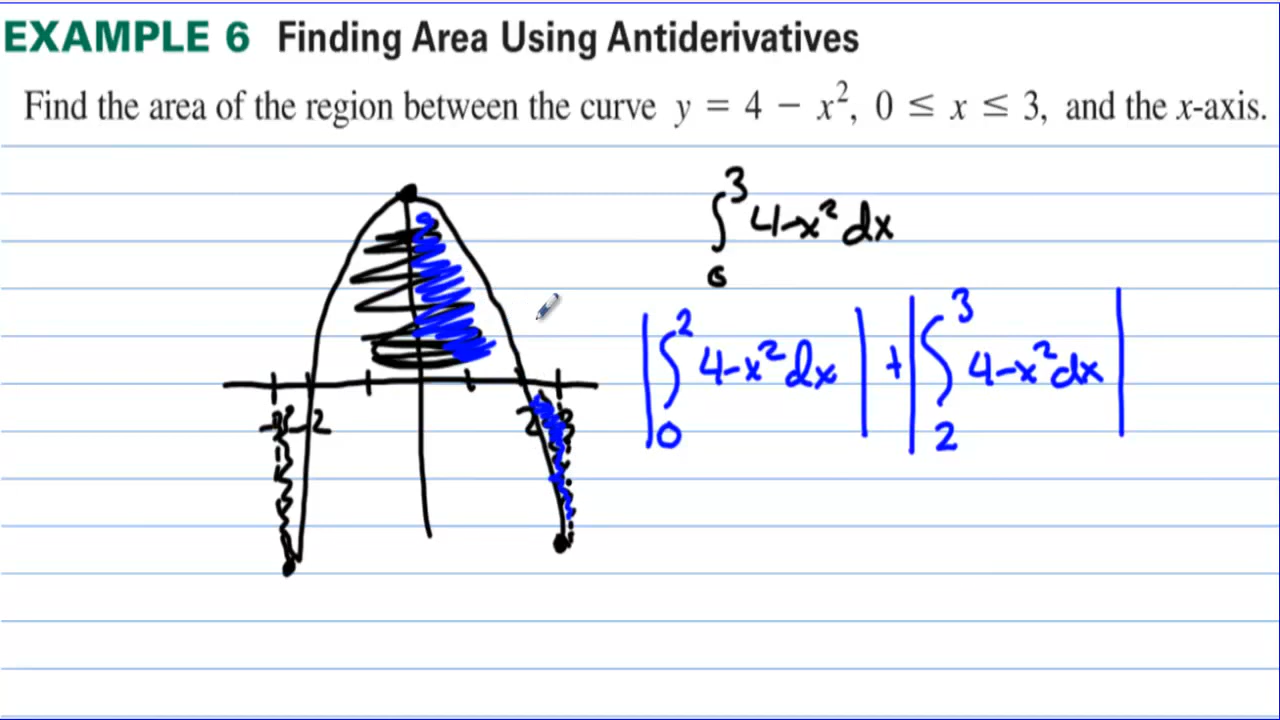 EXAMPLE 6 Finding Area Using Antiderivatives
Find the area of the region between the curve y = 4 − x², 0 ≤ x ≤ 3, and the x-axis.
∫₀³ 4-x² dx
|∫₀² 4-x² dx| + |∫₂³ 4-x² dx|
-2 2